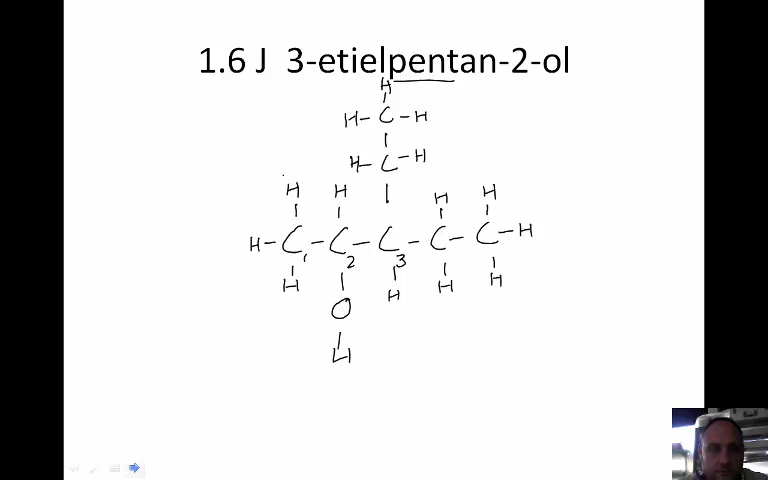 1.6 J 3-etielpentan-2-ol
H
H-C-H
H-C-H
H H H H
H-C-C-C-C-C-H
1 2 3
H H H H
O
H